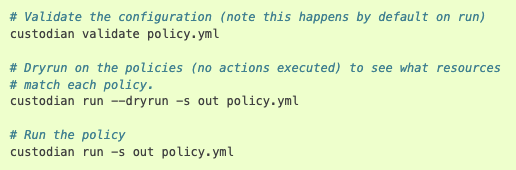 # Validate the configuration (note this happens by default on run)
custodian validate policy.yml
# Dryrun on the policies (no actions executed) to see what resources
# match each policy.
custodian run --dryrun -s out policy.yml
# Run the policy
custodian run -s out policy.yml